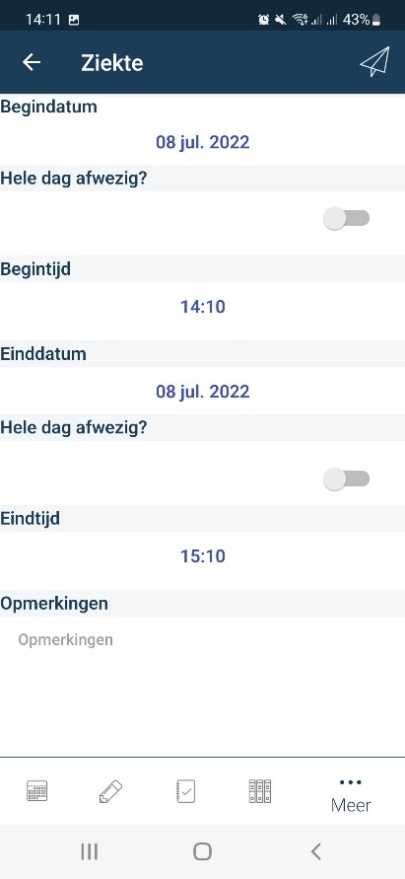 14:11
43%
Ziekte
Begindatum
08 jul. 2022
Hele dag afwezig?
Begintijd
14:10
Einddatum
08 jul. 2022
Hele dag afwezig?
Eindtijd
15:10
Opmerkingen
Opmerkingen
Meer